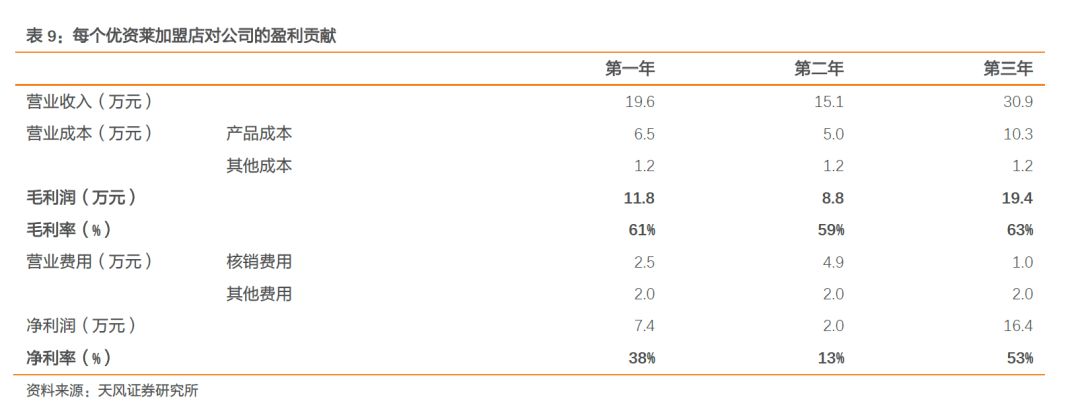 表 9：每个优资莱加盟店对公司的盈利贡献
第一年 第二年 第三年
营业收入（万元） 19.6 15.1 30.9
营业成本（万元） 产品成本 6.5 5.0 10.3
其他成本 1.2 1.2 1.2
毛利润（万元） 11.8 8.8 19.4
毛利率（%） 61% 59% 63%
营业费用（万元） 核销费用 2.5 4.9 1.0
其他费用 2.0 2.0 2.0
净利润（万元） 7.4 2.0 16.4
净利率（%） 38% 13% 53%
资料来源：天风证券研究所